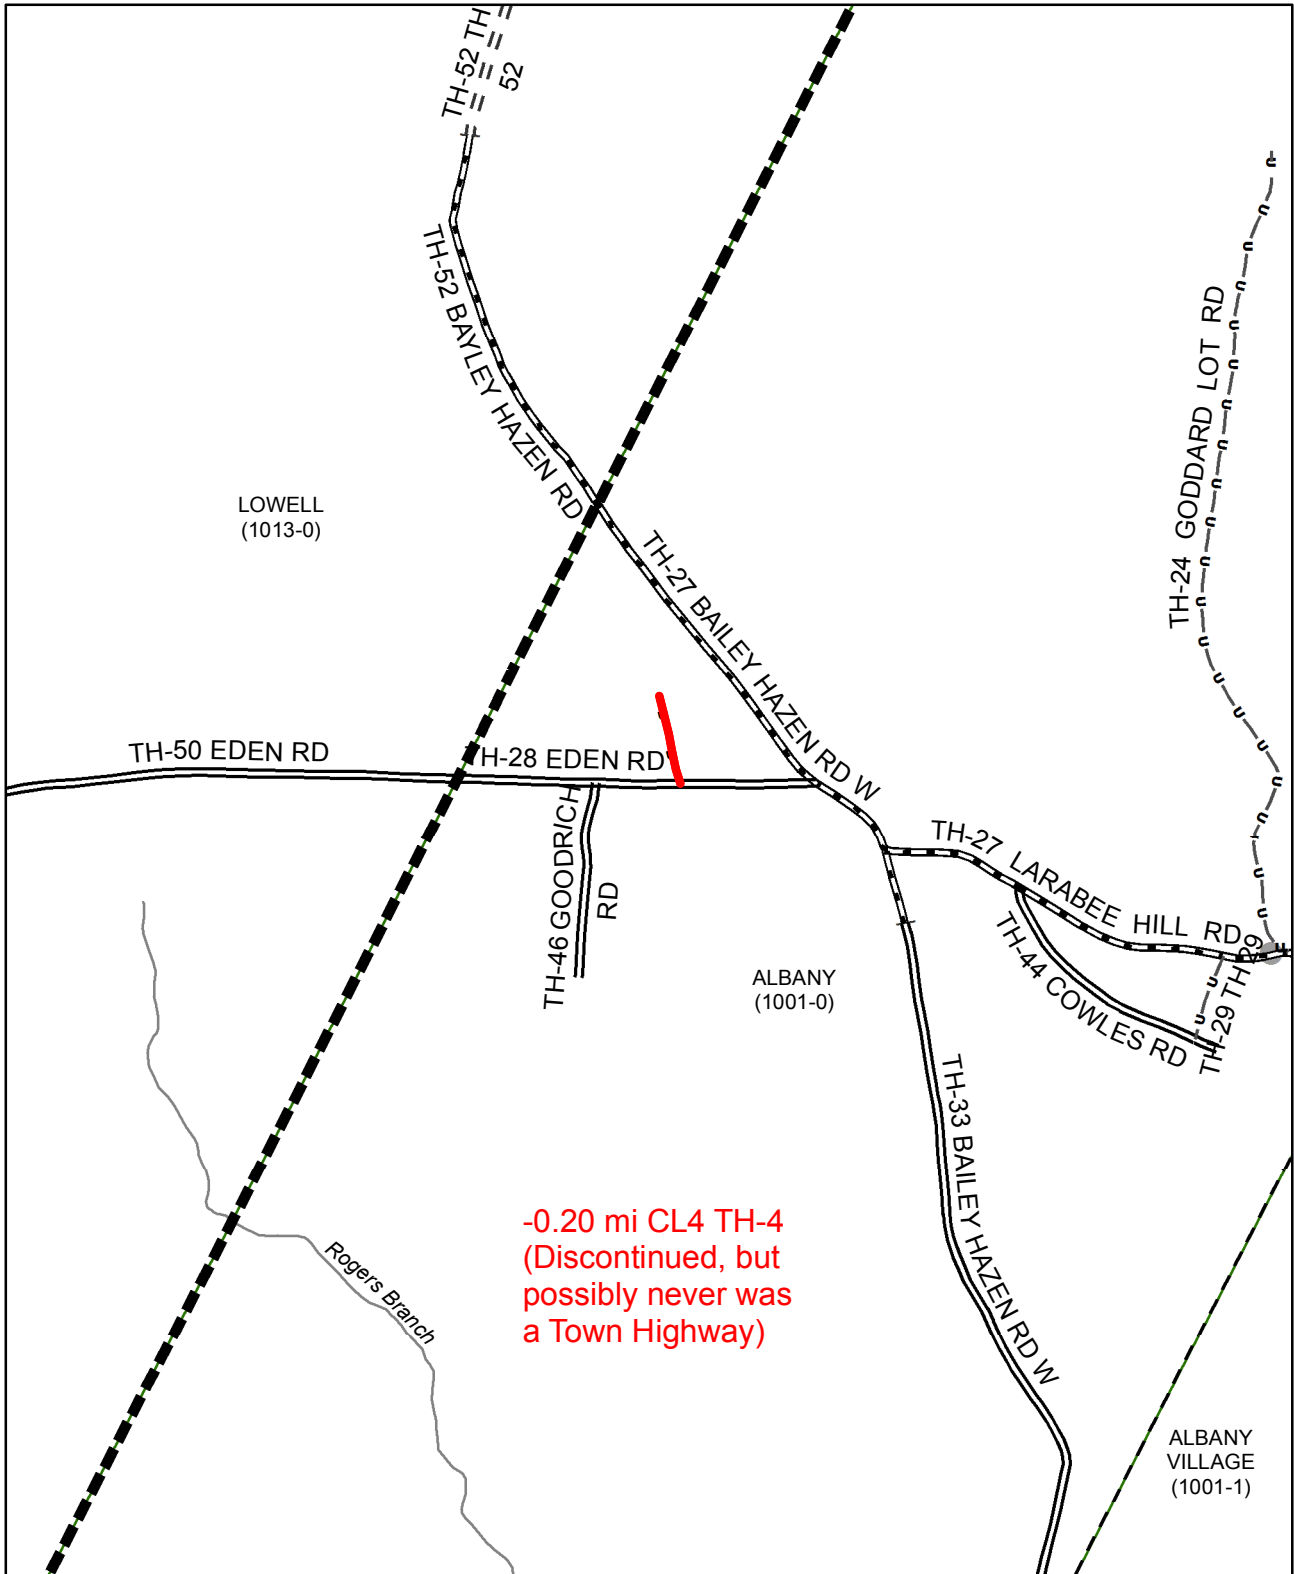 TH-52 TH
52
TH-52 BAYLEY HAZEN RD
LOWELL
(1013-0)
TH-27 BAILEY HAZEN RD W
TH-24 GODDARD LOT RD
TH-50 EDEN RD
TH-28 EDEN RD
TH-46 GOODRICH
RD
TH-27 LARABEE HILL RD
TH-44 COWLES RD
TH-29 TH 29
ALBANY
(1001-0)
TH-33 BAILEY HAZEN RD W
-0.20 mi CL4 TH-4
(Discontinued, but
possibly never was
a Town Highway)
Rogers Branch
ALBANY
VILLAGE
(1001-1)